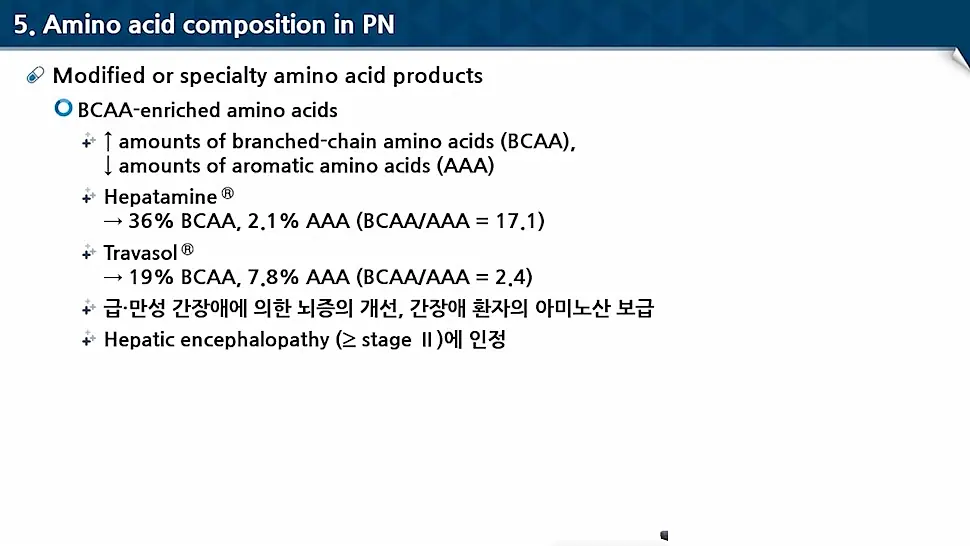 5. Amino acid composition in PN
Modified or specialty amino acid products
BCAA-enriched amino acids
↑ amounts of branched-chain amino acids (BCAA),
↓ amounts of aromatic amino acids (AAA)
Hepatamine®
→ 36% BCAA, 2.1% AAA (BCAA/AAA = 17.1)
Travasol®
→ 19% BCAA, 7.8% AAA (BCAA/AAA = 2.4)
급·만성 간장애에 의한 뇌증의 개선, 간장애 환자의 아미노산 보급
Hepatic encephalopathy (≥ stage Ⅱ)에 인정